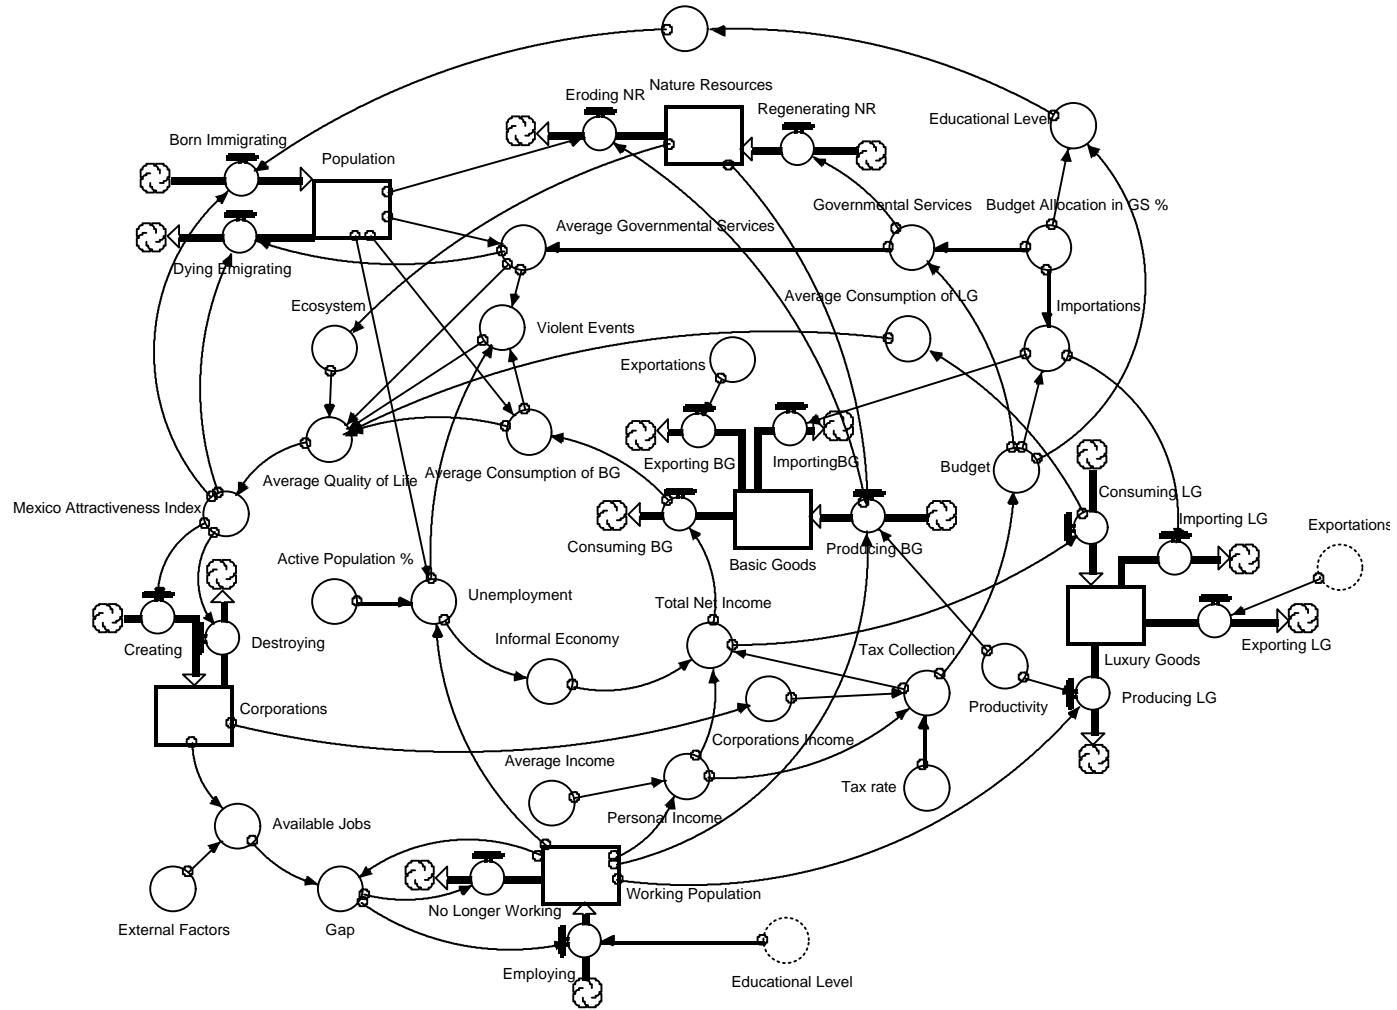 Nature Resources
Eroding NR
Regenerating NR
Educational Level
Born Immigrating
Population
Governmental Services
Budget Allocation in GS %
Average Governmental Services
Dying Emigrating
Average Consumption of LG
Ecosystem
Importations
Violent Events
Exportations
Exporting BG
ImportingBG
Budget
Average Quality of Life
Average Consumption of BG
Consuming LG
Mexico Attractiveness Index
Importing LG
Exportations
Consuming BG
Producing BG
Active Population %
Basic Goods
Unemployment
Total Net Income
Informal Economy
Destroying
Creating
Tax Collection
Exporting LG
Luxury Goods
Corporations
Productivity
Producing LG
Corporations Income
Average Income
Tax rate
Personal Income
Available Jobs
Working Population
No Longer Working
External Factors
Gap
Employing
Educational Level